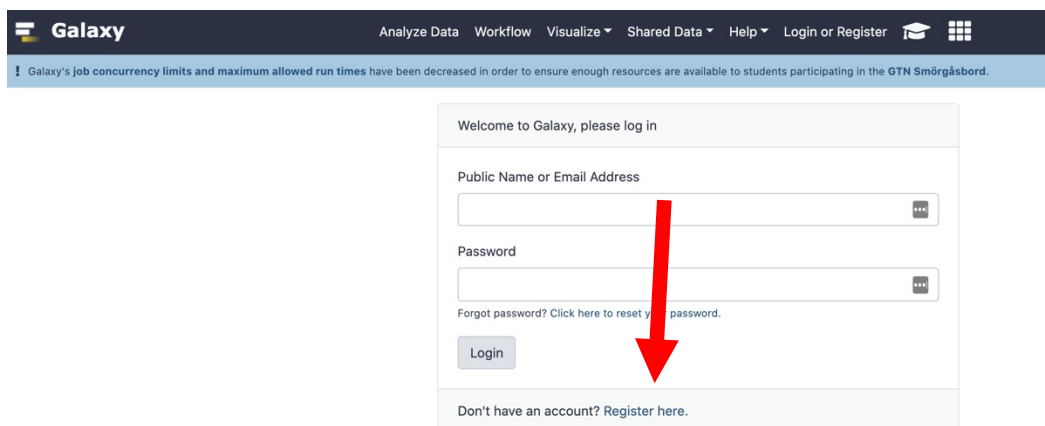 Galaxy
Analyze Data Workflow Visualize Shared Data Help Login or Register
! Galaxy's job concurrency limits and maximum allowed run times have been decreased in order to ensure enough resources are available to students participating in the GTN Smörgåsbord.
Welcome to Galaxy, please log in
Public Name or Email Address
Password
Forgot password? Click here to reset your password.
Login
Don't have an account? Register here.